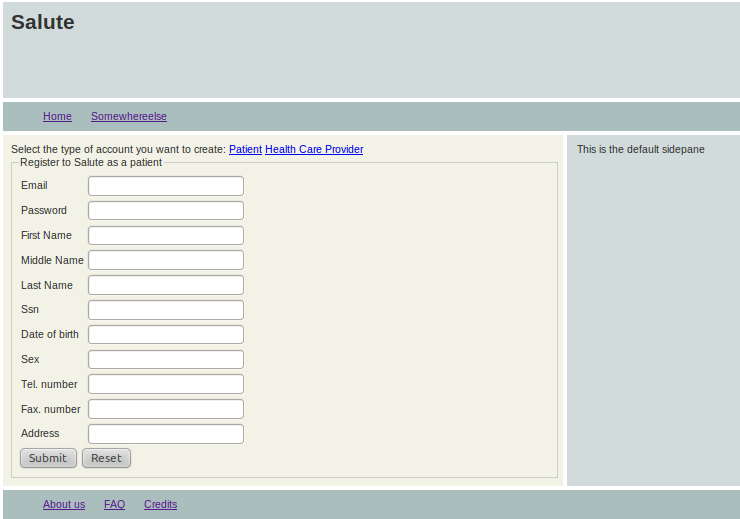 Salute
Home Somewhereelse
Select the type of account you want to create: Patient Health Care Provider
Register to Salute as a patient
Email
Password
First Name
Middle Name
Last Name
Ssn
Date of birth
Sex
Tel. number
Fax. number
Address
Submit Reset
This is the default sidepane
About us FAQ Credits